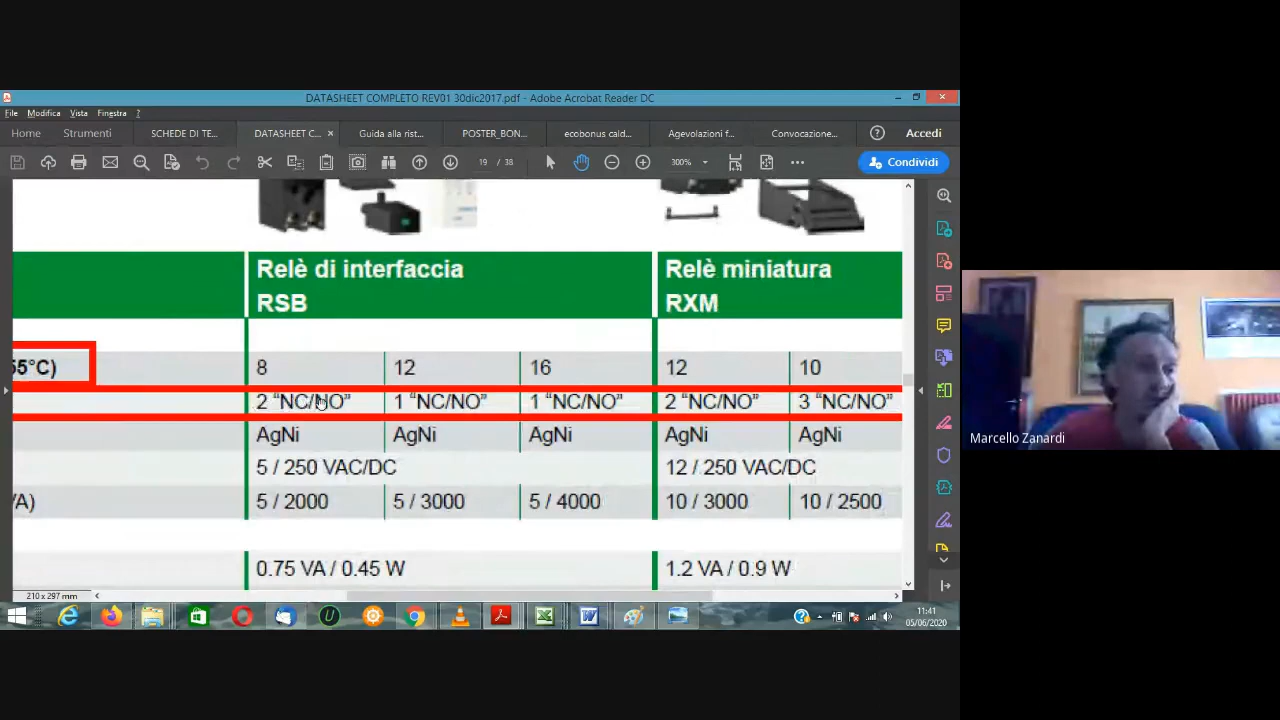 DATASHEET COMPLETO REV01 30dic2017.pdf - Adobe Acrobat Reader DC
File Modifica Vista Finestra ?
Home Strumenti SCHEDE DI TE... DATASHEET C... × Guida alla rist... POSTER_BON... ecobonus cald... Agevolazioni f... Convocazione... Accedi
19 / 38 300% Condividi
Relè di interfaccia Relè miniatura
RSB RXM
55°C) 8 12 16 12 10
2 “NC/NO” 1 “NC/NO” 1 “NC/NO” 2 “NC/NO” 3 “NC/NO”
AgNi AgNi AgNi AgNi AgNi
5 / 250 VAC/DC 12 / 250 VAC/DC
VA) 5 / 2000 5 / 3000 5 / 4000 10 / 3000 10 / 2500
0.75 VA / 0.45 W 1.2 VA / 0.9 W
210 x 297 mm
11:41
05/06/2020
Marcello Zanardi